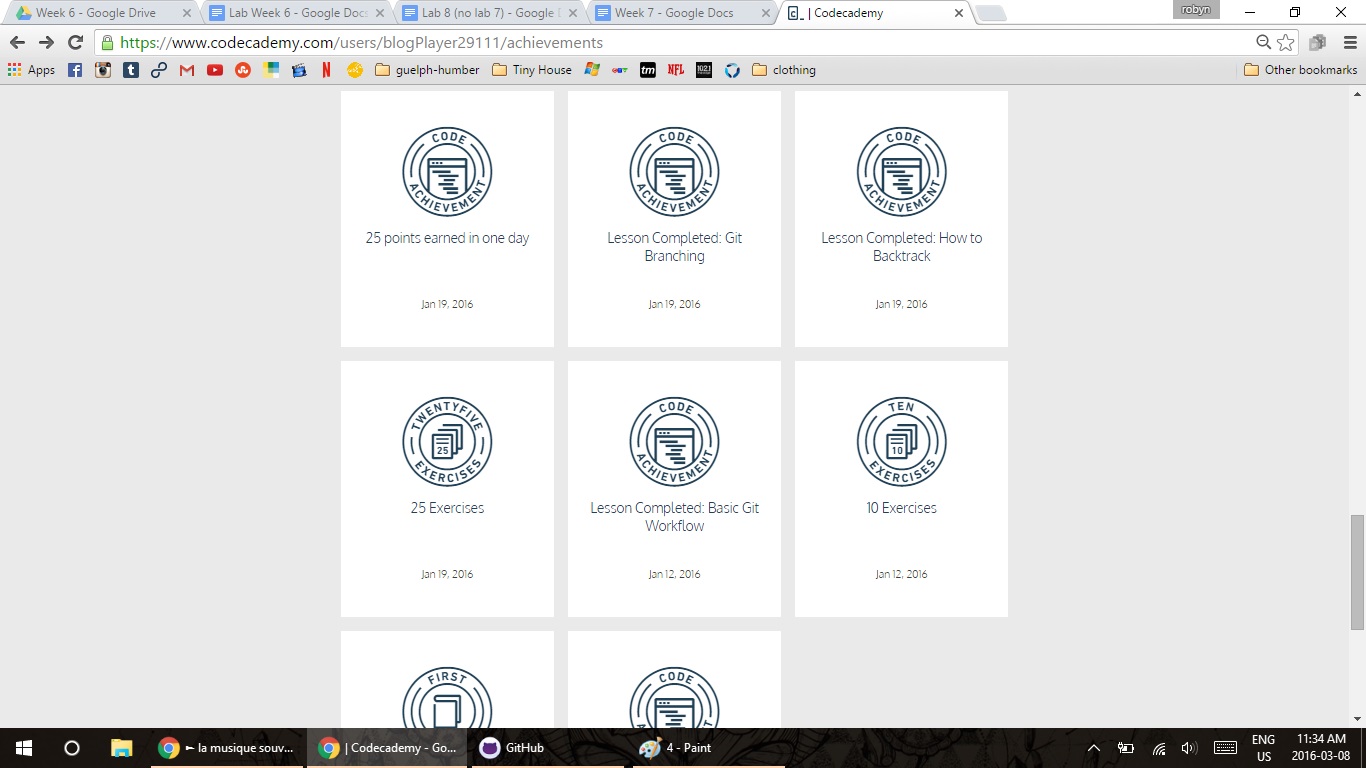 robyn
Week 6 - Google Drive
Lab Week 6 - Google Docs
Lab 8 (no lab 7) - Google D
Week 7 - Google Docs
| Codecademy
https://www.codecademy.com/users/blogPlayer29111/achievements
Apps
guelph-humber
Tiny House
tm
NFL
102.1
clothing
Other bookmarks
CODE ACHIEVEMENT
CODE ACHIEVEMENT
CODE ACHIEVEMENT
25 points earned in one day
Lesson Completed: Git
Branching
Lesson Completed: How to
Backtrack
Jan 19, 2016
Jan 19, 2016
Jan 19, 2016
TWENTYFIVE EXERCISES
25
CODE ACHIEVEMENT
TEN EXERCISES
10
25 Exercises
Lesson Completed: Basic Git
Workflow
10 Exercises
Jan 19, 2016
Jan 12, 2016
Jan 12, 2016
FIRST
CODE
► la musique souv...
| Codecademy - Go...
GitHub
4 - Paint
ENG
US
11:34 AM
2016-03-08